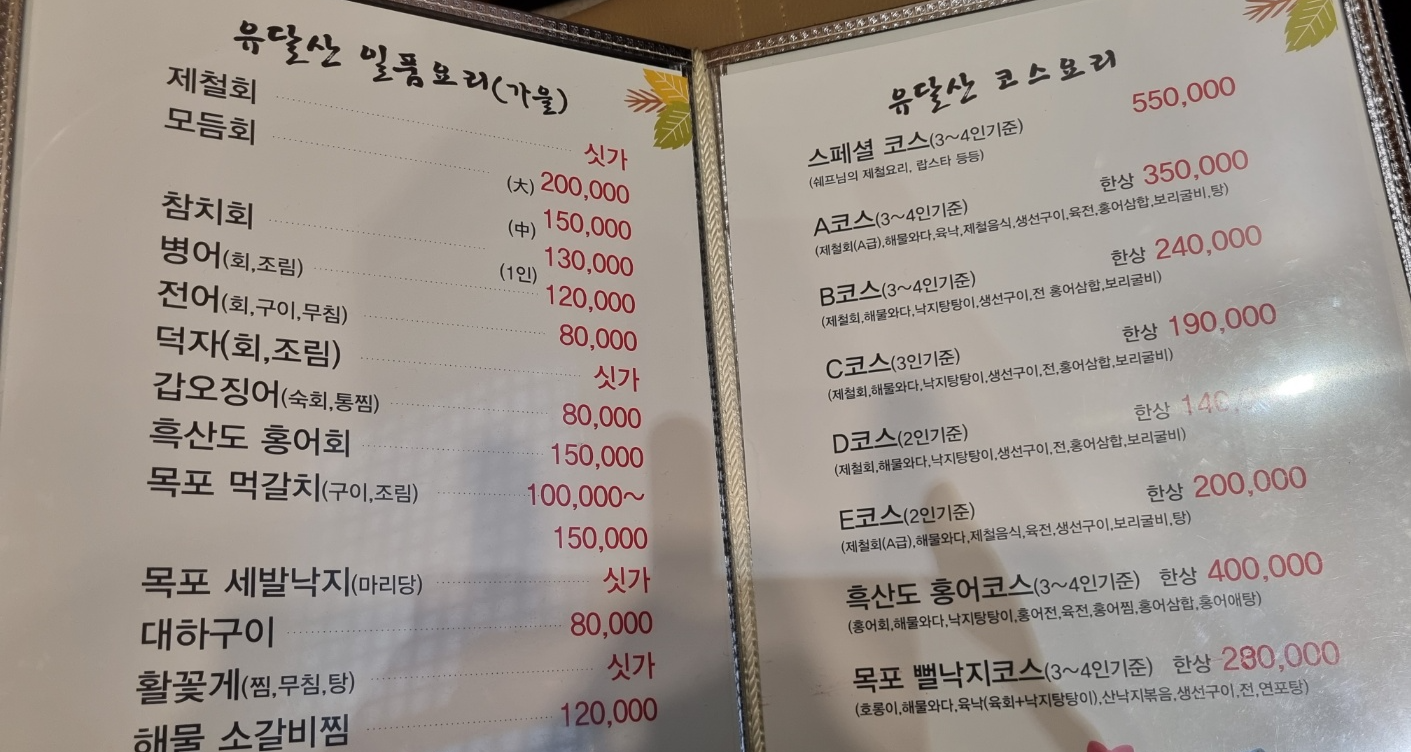 유달산 일품요리(가을)
제철회 싯가
모듬회 (大) 200,000
(中) 150,000
참치회 (1인) 130,000
병어(회,조림) 120,000
전어(회,구이,무침) 80,000
덕자(회,조림) 싯가
갑오징어(숙회,통찜) 80,000
흑산도 홍어회 150,000
목포 먹갈치(구이,조림) 100,000~
150,000
목포 세발낙지(마리당) 싯가
대하구이 80,000
활꽃게(찜,무침,탕) 싯가
해물 소갈비찜 120,000
유달산 코스요리
스페셜 코스(3~4인기준) 550,000
(쉐프님의 제철요리, 랍스타 등등)
A코스(3~4인기준) 한상 350,000
(제철회(A급),해물와다,육낙,제철음식,생선구이,육전,홍어삼합,보리굴비,탕)
B코스(3~4인기준) 한상 240,000
(제철회,해물와다,낙지탕탕이,생선구이,전 홍어삼합,보리굴비)
C코스(3인기준) 한상 190,000
(제철회,해물와다,낙지탕탕이,생선구이,전,홍어삼합,보리굴비)
D코스(2인기준) 한상
(제철회,해물와다,낙지탕탕이,생선구이,전,홍어삼합,보리굴비)
E코스(2인기준) 한상 200,000
(제철회(A급),해물와다,제철음식,육전,생선구이,보리굴비,탕)
흑산도 홍어코스(3~4인기준) 한상 400,000
(홍어회,해물와다,낙지탕탕이,홍어전,육전,홍어찜,홍어삼합,홍어애탕)
목포 뻘낙지코스(3~4인기준) 한상 280,000
(호롱이,해물와다,육낙(육회+낙지탕탕이),산낙지볶음,생선구이,전,연포탕)